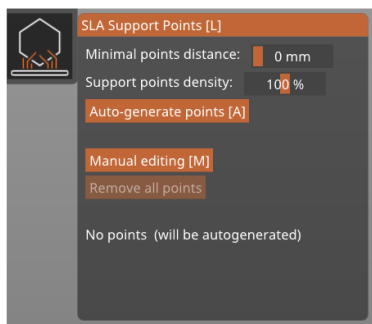 SLA Support Points [L]
Minimal points distance: 0 mm
Support points density: 100 %
Auto-generate points [A]
Manual editing [M]
Remove all points
No points  (will be autogenerated)